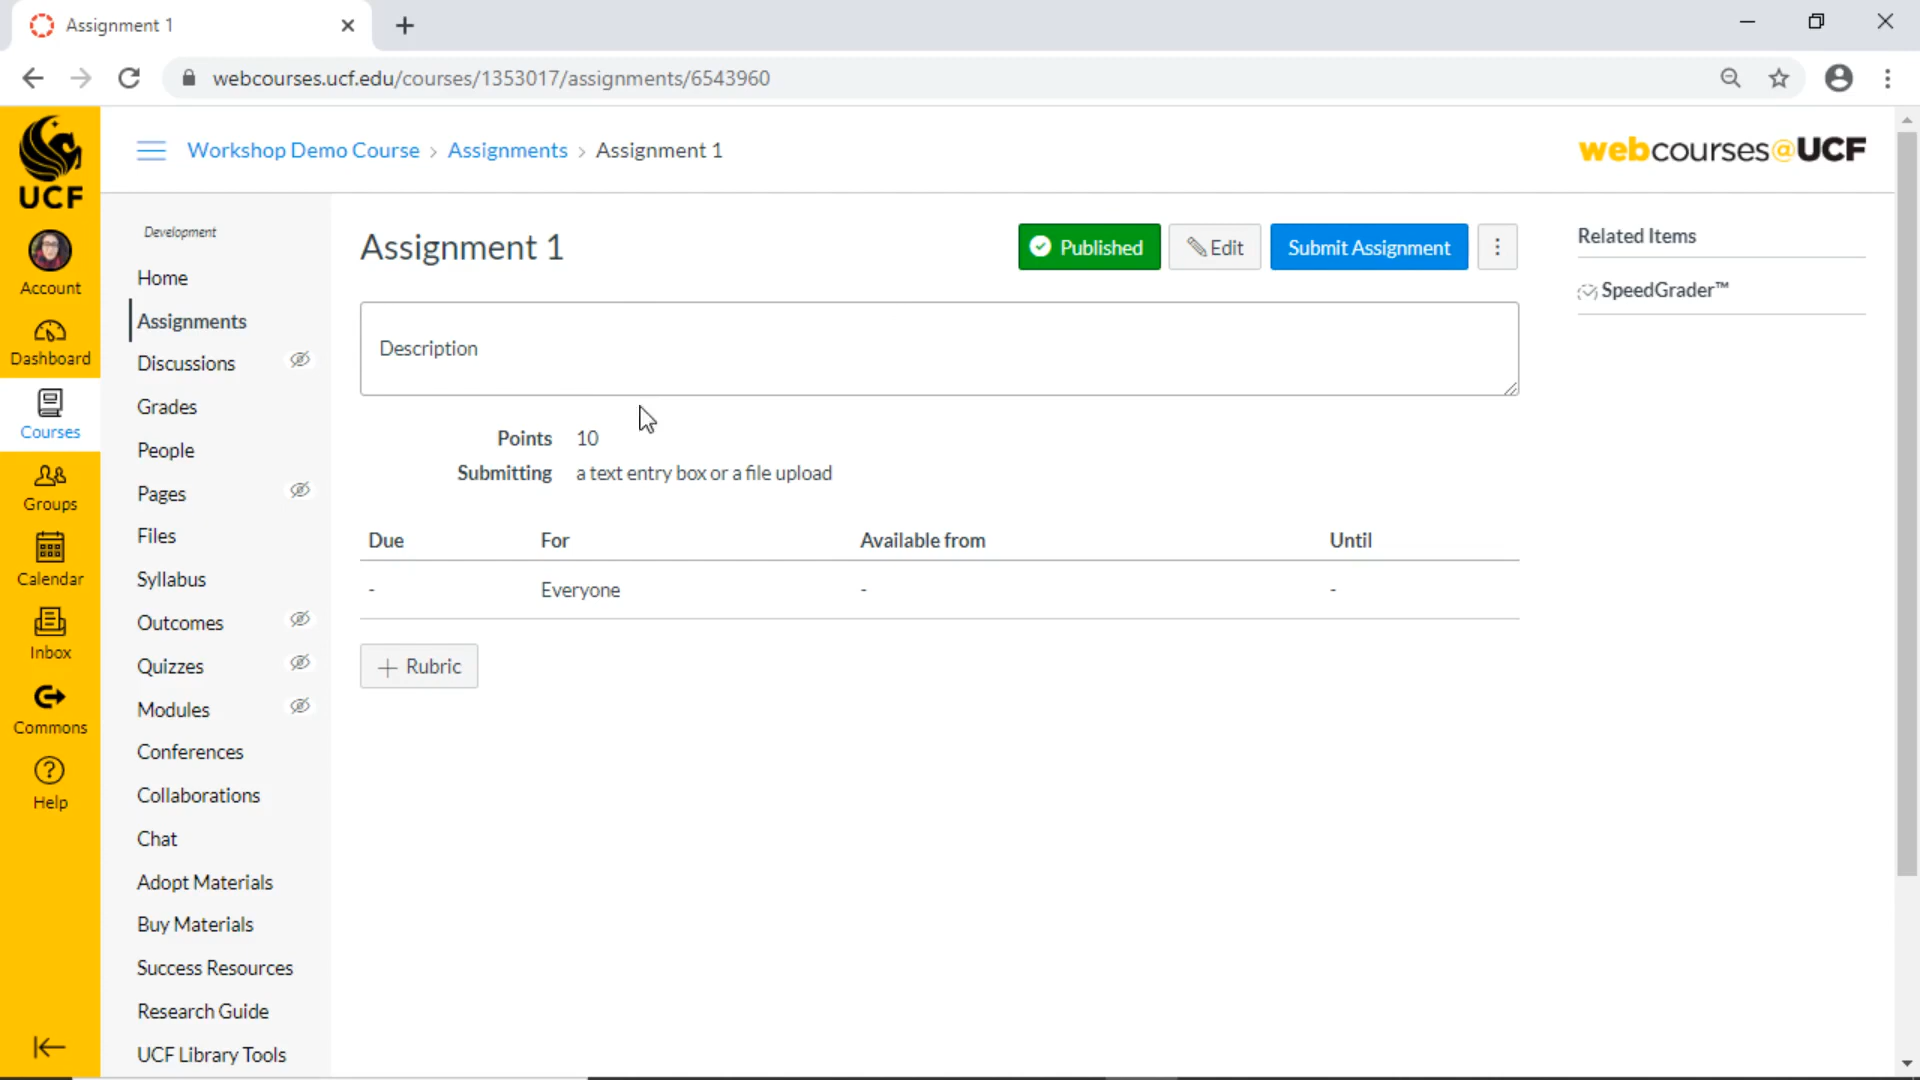 Assignment 1
webcourses.ucf.edu/courses/1353017/assignments/6543960
UCF
Account
Dashboard
Courses
Groups
Calendar
Inbox
Commons
Help
Workshop Demo Course > Assignments > Assignment 1
webcourses@UCF
Development
Home
Assignments
Discussions
Grades
People
Pages
Files
Syllabus
Outcomes
Quizzes
Modules
Conferences
Collaborations
Chat
Adopt Materials
Buy Materials
Success Resources
Research Guide
UCF Library Tools
Assignment 1
Published
Edit
Submit Assignment
Description
Points 10
Submitting a text entry box or a file upload
Due For Available from Until
- Everyone - -
+ Rubric
Related Items
SpeedGrader™